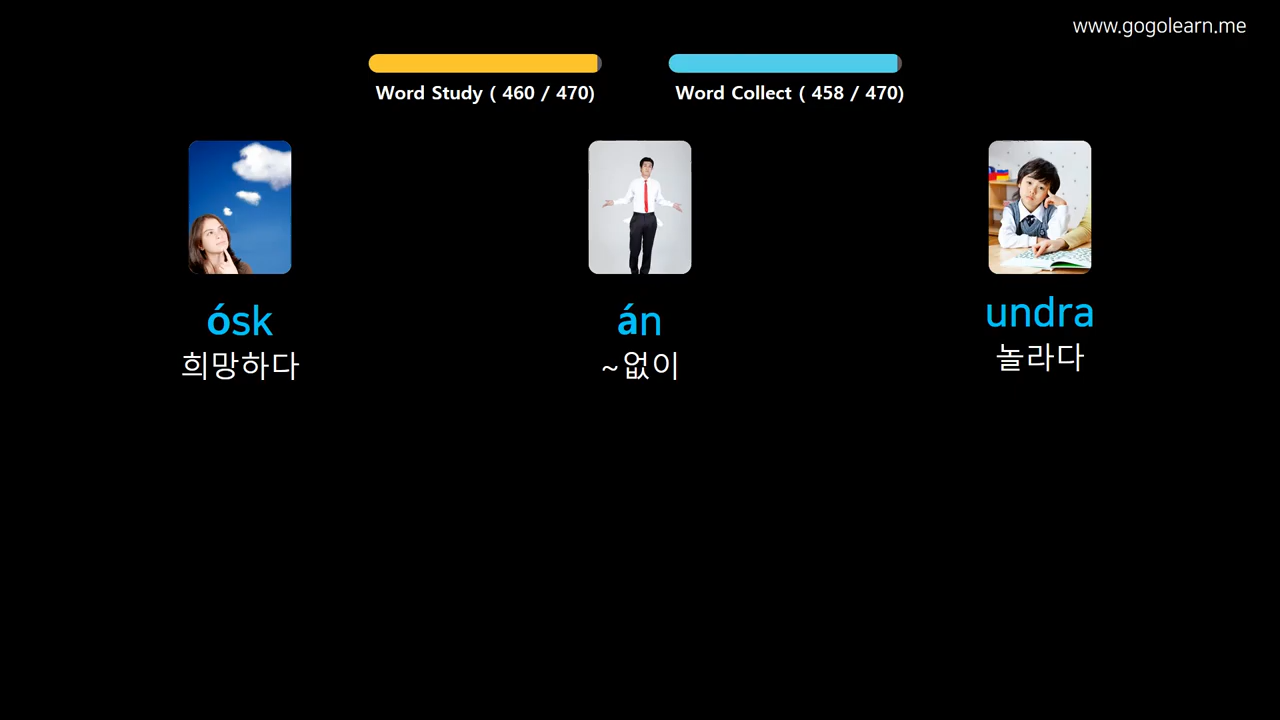 www.gogolearn.me
Word Study ( 460 / 470)
Word Collect ( 458 / 470)
ósk
희망하다
án
~없이
undra
놀라다